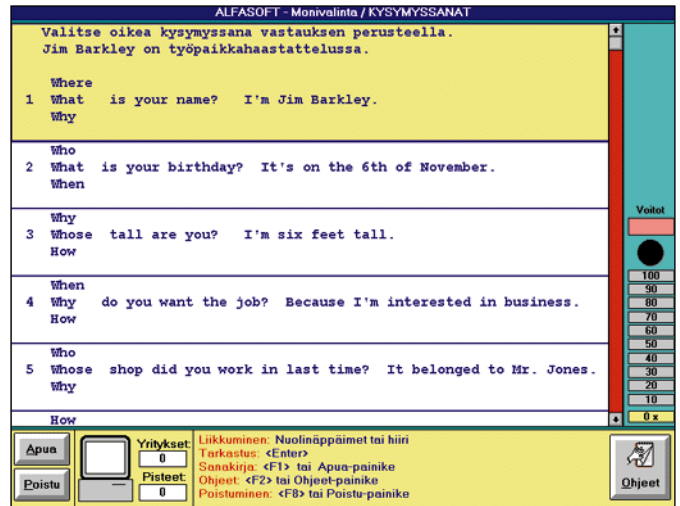 ALFASOFT - Monivalinta / KYSYMYSSANAT
Valitse oikea kysymyssana vastauksen perusteella.
Jim Barkley on työpaikkahaastattelussa.
Where
1 What is your name? I'm Jim Barkley.
Why
Who
2 What is your birthday? It's on the 6th of November.
When
Why
3 Whose tall are you? I'm six feet tall.
How
When
4 Why do you want the job? Because I'm interested in business.
How
Who
5 Whose shop did you work in last time? It belonged to Mr. Jones.
Why
How
Voitot
100
90
80
70
60
50
40
30
20
10
0 x
Apua
Poistu
Yritykset:
0
Pisteet:
0
Liikkuminen: Nuolinäppäimet tai hiiri
Tarkastus: <Enter>
Sanakirja: <F1> tai Apua-painike
Ohjeet: <F2> tai Ohjeet-painike
Poistuminen: <F8> tai Poistu-painike
Ohjeet